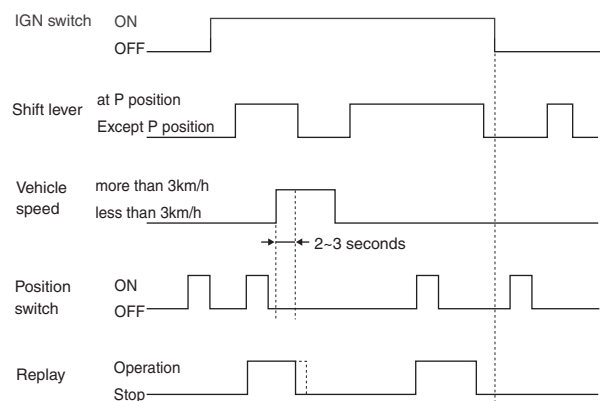 IGN switch ON
OFF
Shift lever at P position
Except P position
Vehicle speed more than 3km/h
less than 3km/h
2~3 seconds
Position switch ON
OFF
Replay Operation
Stop